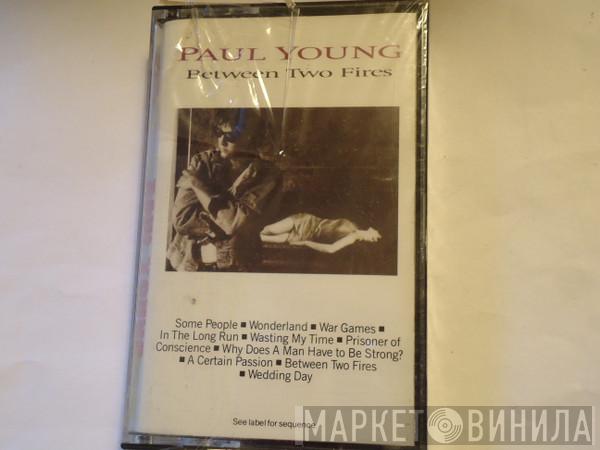 PAUL YOUNG
Between Two Fires
Some People ■ Wonderland ■ War Games ■
In The Long Run ■ Wasting My Time ■ Prisoner of
Conscience ■ Why Does A Man Have to Be Strong?
■ A Certain Passion ■ Between Two Fires
■ Wedding Day
See label for sequence
МАРКЕТ ВИНИЛА